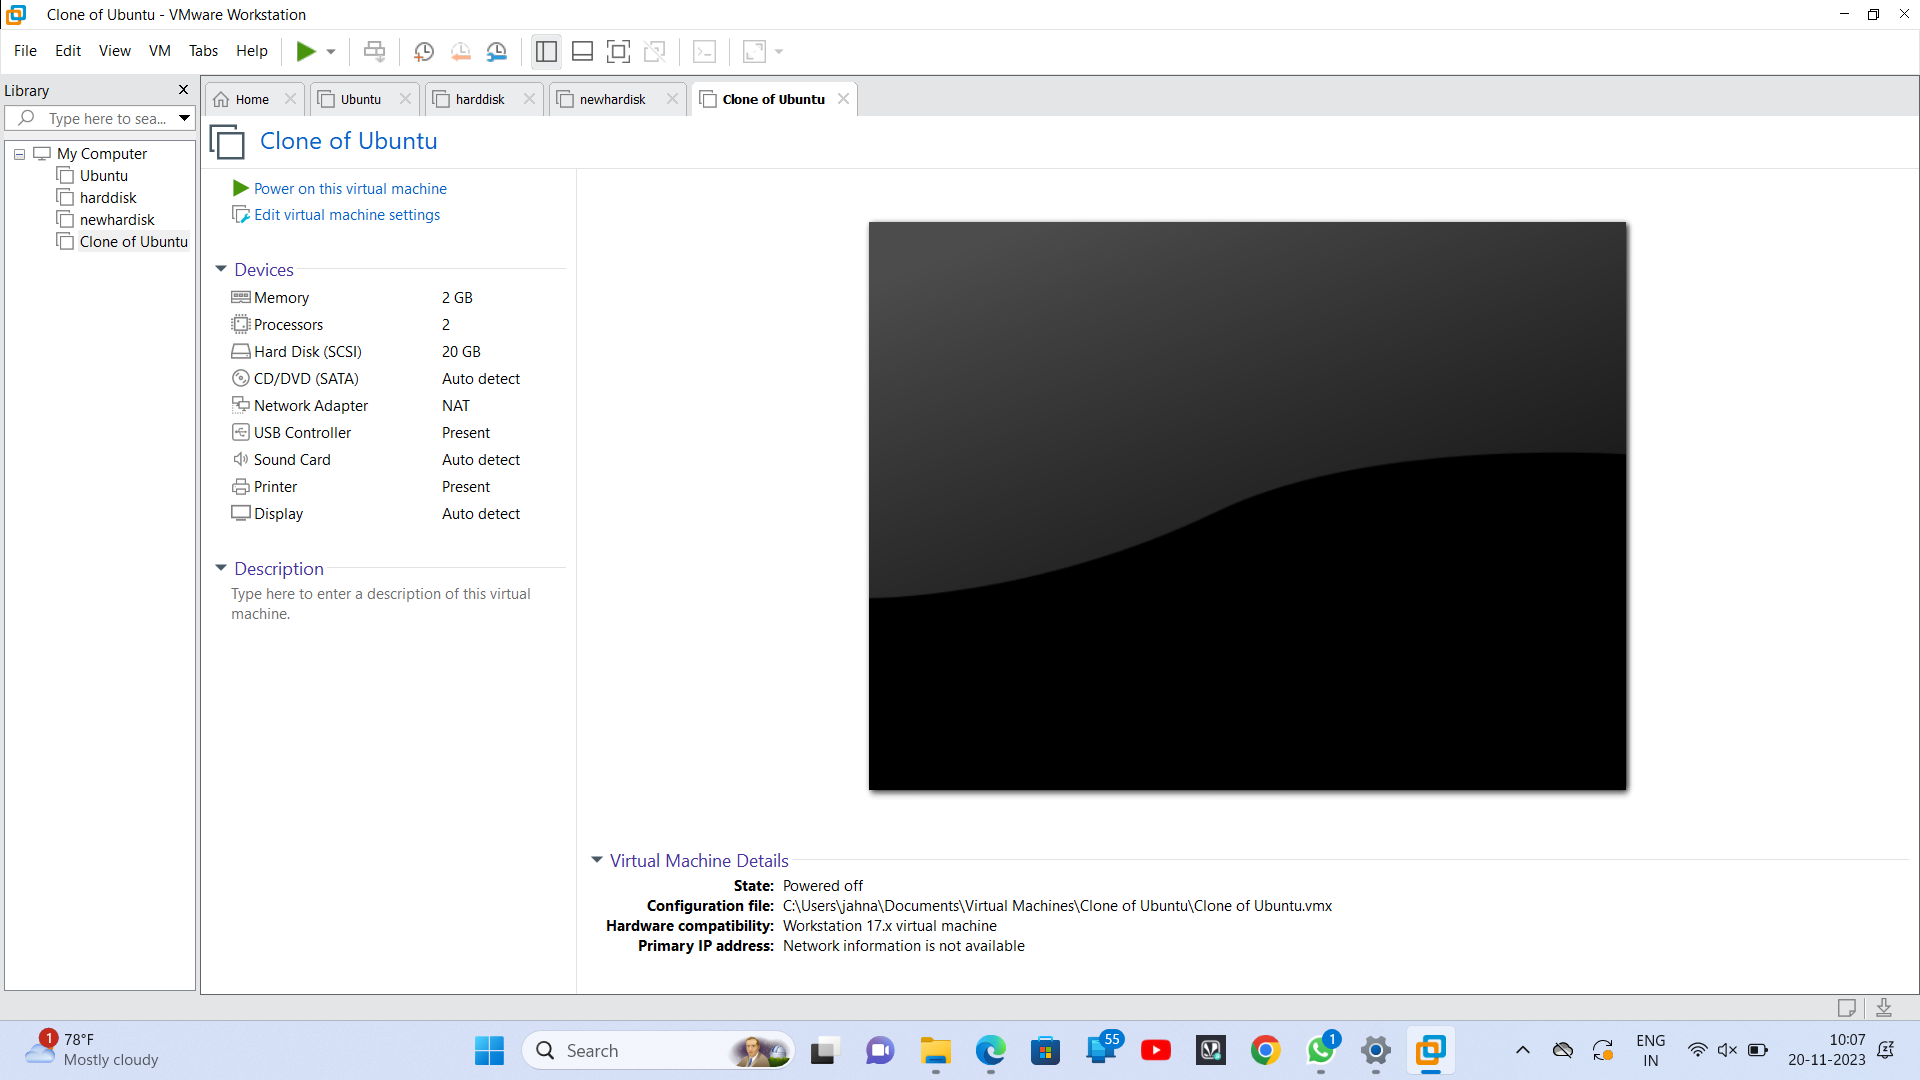 Clone of Ubuntu - VMware Workstation
File Edit View VM Tabs Help
Library
Type here to sea...
My Computer
Ubuntu
harddisk
newhardisk
Clone of Ubuntu
Home Ubuntu harddisk newhardisk Clone of Ubuntu
Clone of Ubuntu
Power on this virtual machine
Edit virtual machine settings
Devices
Memory 2 GB
Processors 2
Hard Disk (SCSI) 20 GB
CD/DVD (SATA) Auto detect
Network Adapter NAT
USB Controller Present
Sound Card Auto detect
Printer Present
Display Auto detect
Description
Type here to enter a description of this virtual
machine.
Virtual Machine Details
State: Powered off
Configuration file: C:\Users\jahna\Documents\Virtual Machines\Clone of Ubuntu\Clone of Ubuntu.vmx
Hardware compatibility: Workstation 17.x virtual machine
Primary IP address: Network information is not available
1 78°F
Mostly cloudy
Search
55
1
ENG
IN
10:07
20-11-2023